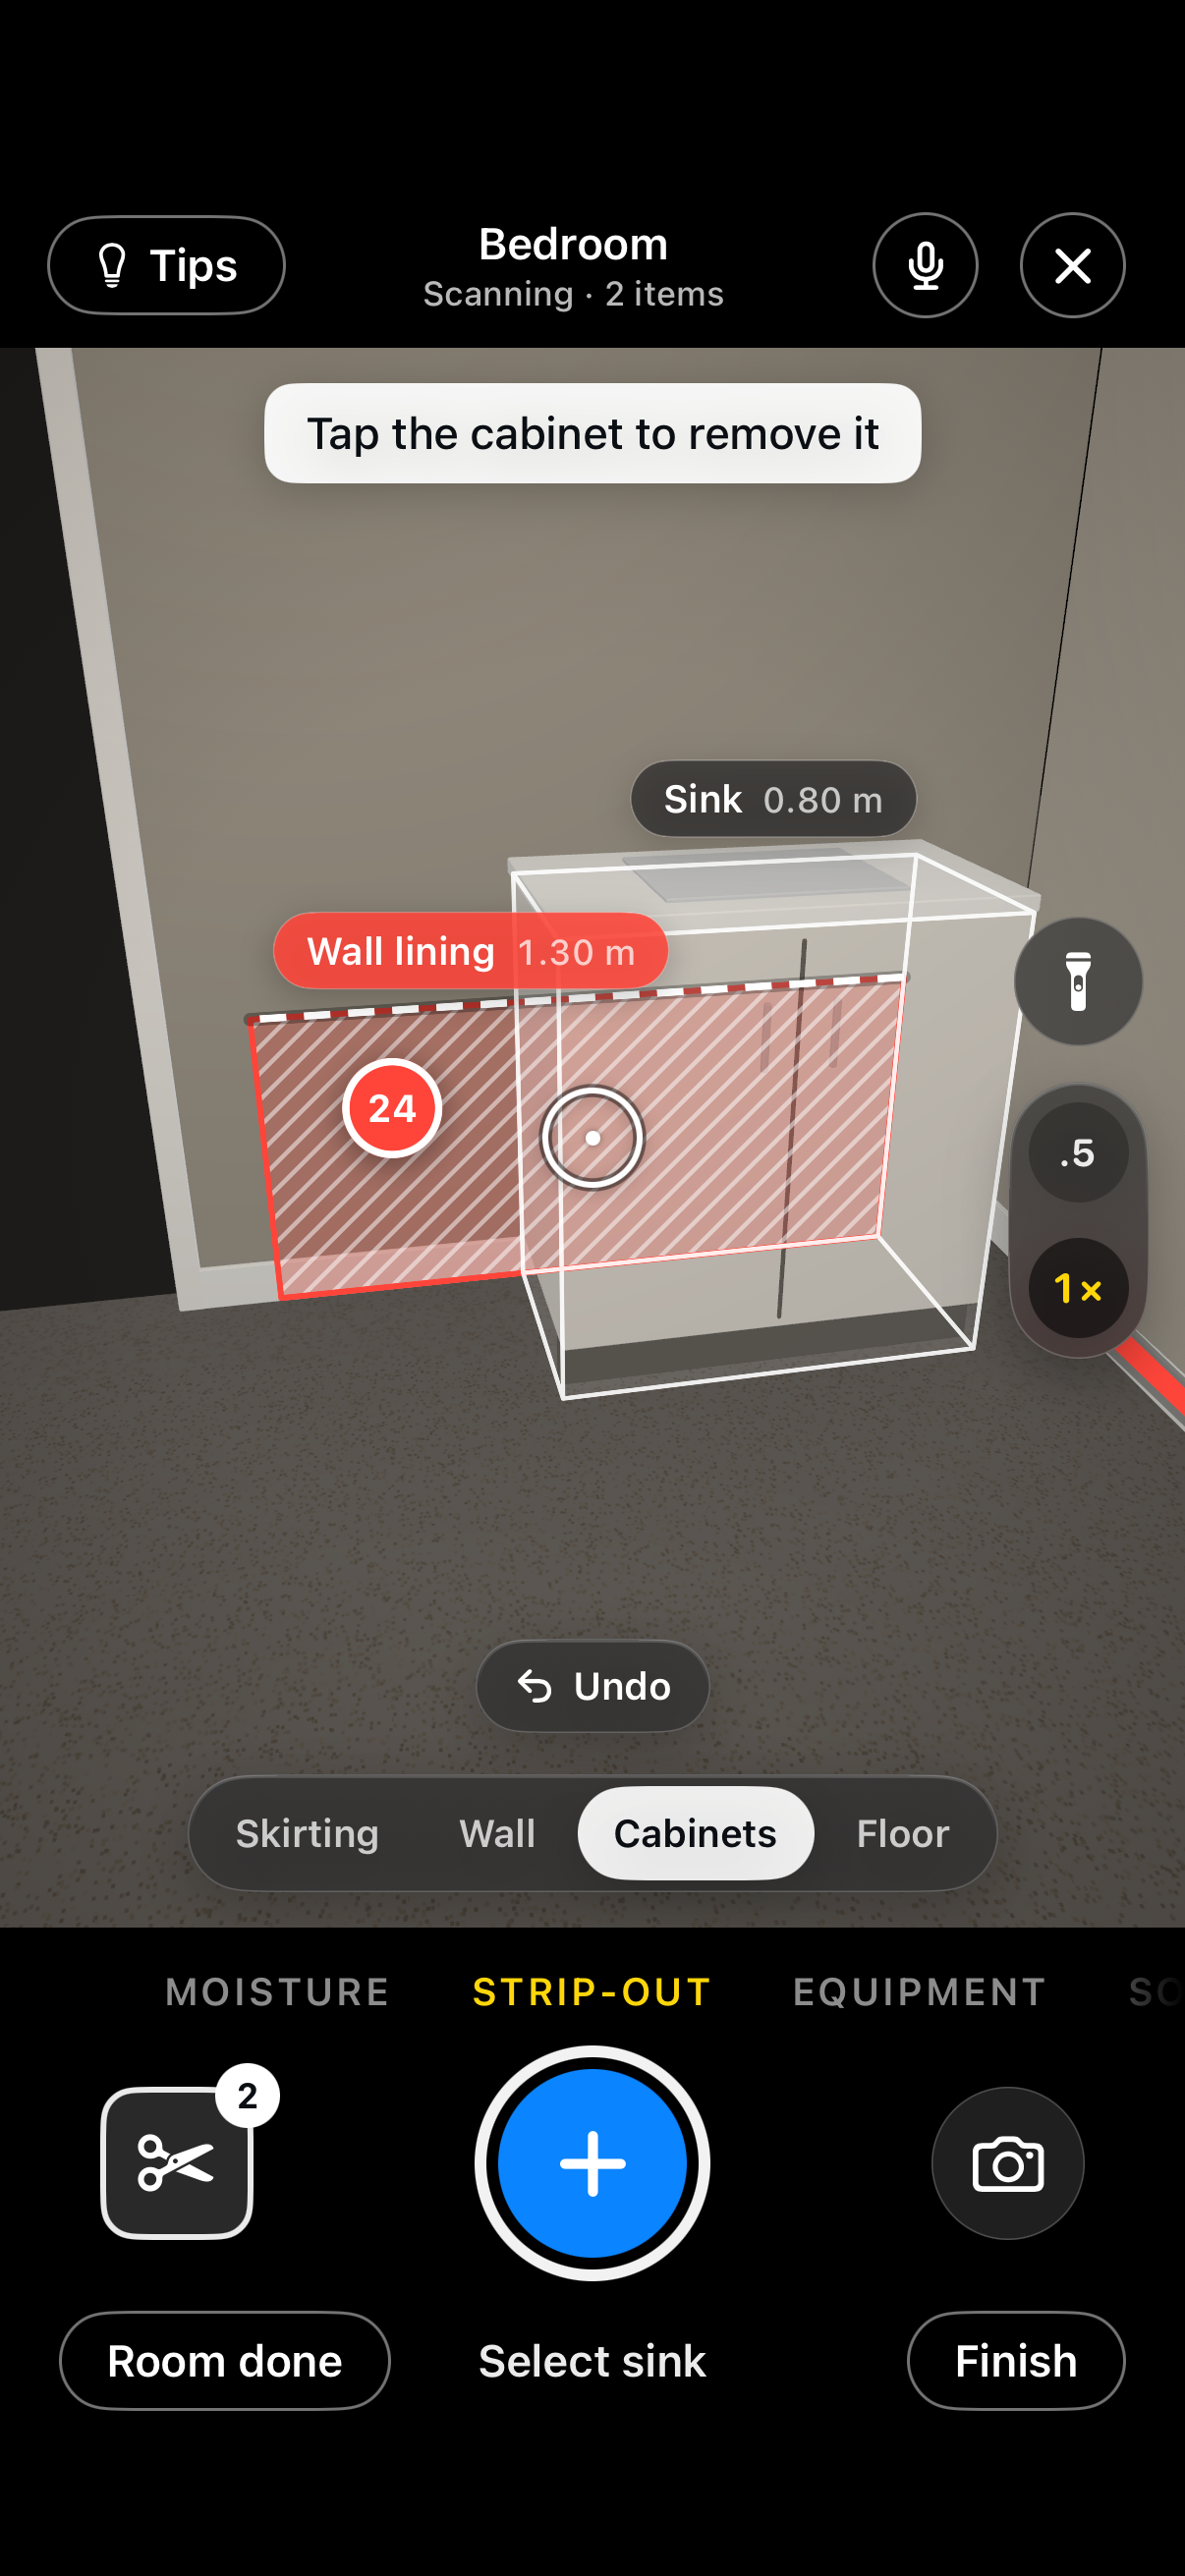 Tips
Bedroom
Scanning · 2 items
Tap the cabinet to remove it
Sink 0.80 m
Wall lining 1.30 m
24
.5
1×
Undo
Skirting Wall Cabinets Floor
MOISTURE STRIP-OUT EQUIPMENT
2
Room done Select sink Finish